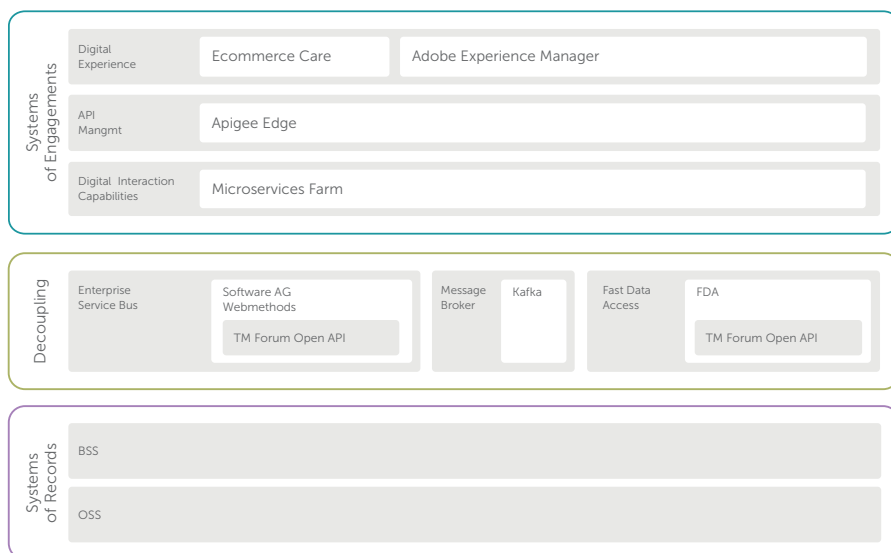 Systems
of Engagements
Digital
Experience
Ecommerce Care
Adobe Experience Manager
API
Mangmt
Apigee Edge
Digital Interaction
Capabilities
Microservices Farm
Decoupling
Enterprise
Service Bus
Software AG
Webmethods
TM Forum Open API
Message
Broker
Kafka
Fast Data
Access
FDA
TM Forum Open API
Systems
of Records
BSS
OSS